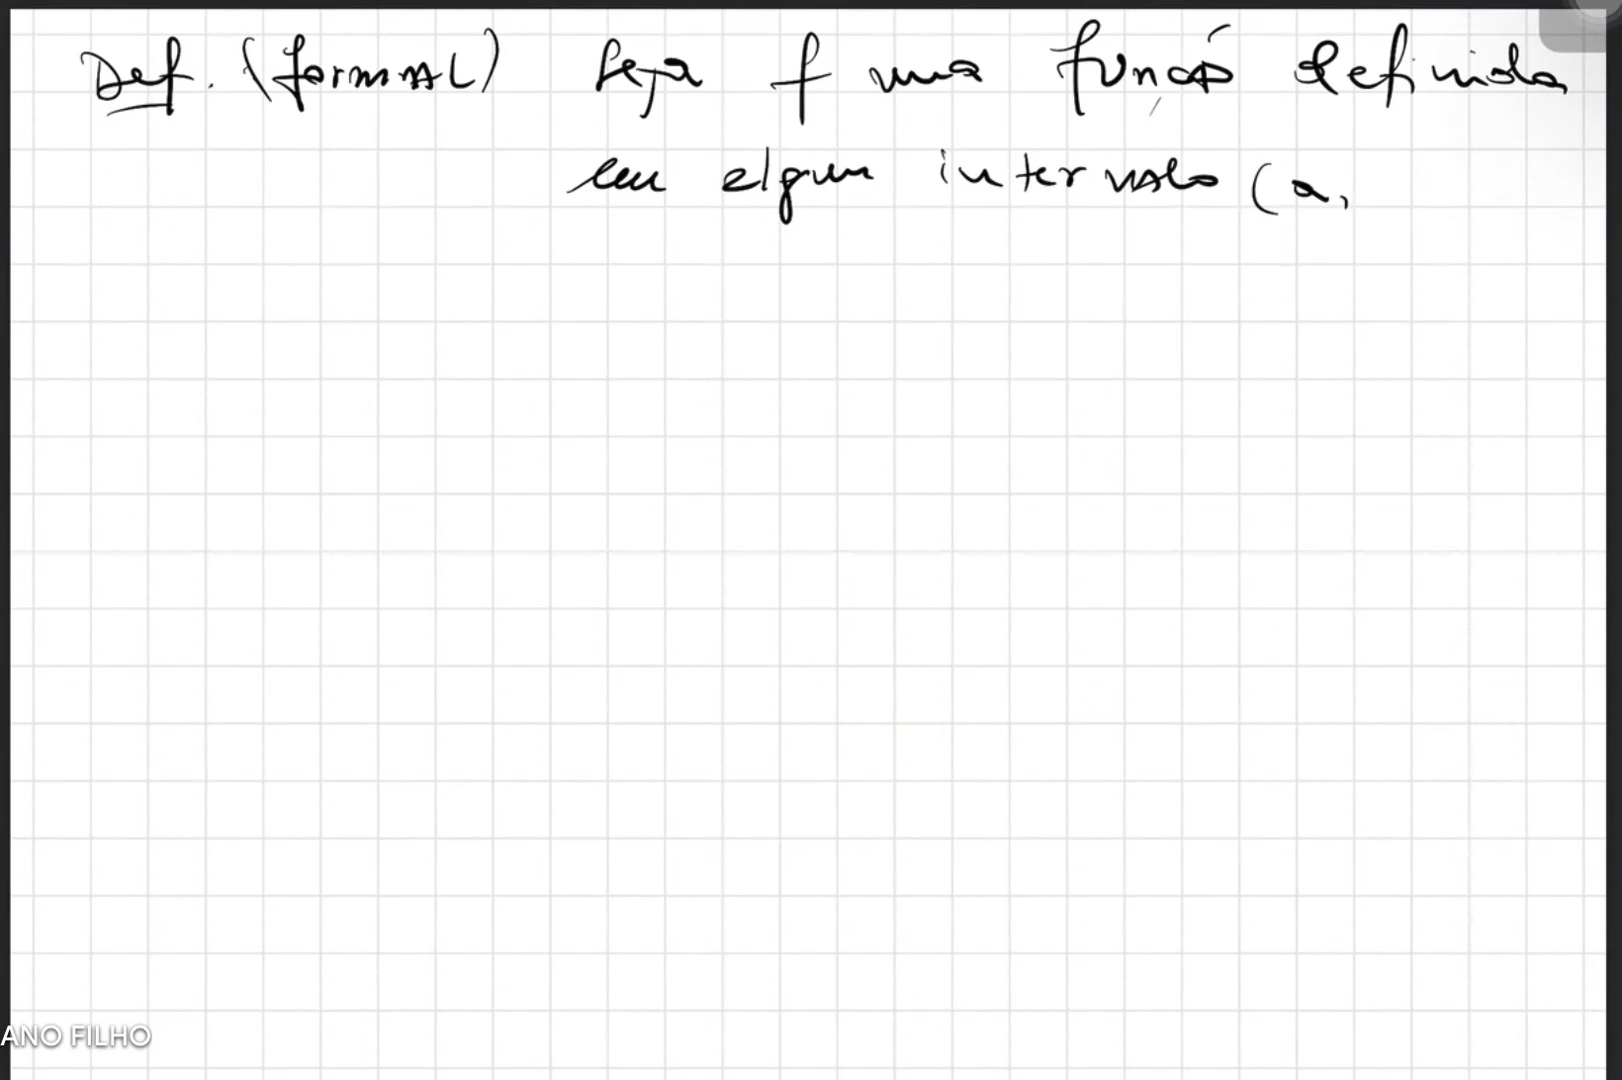 Def. (formAL) Seja f uma função definida
em algum intervalo (a,
ANO FILHO